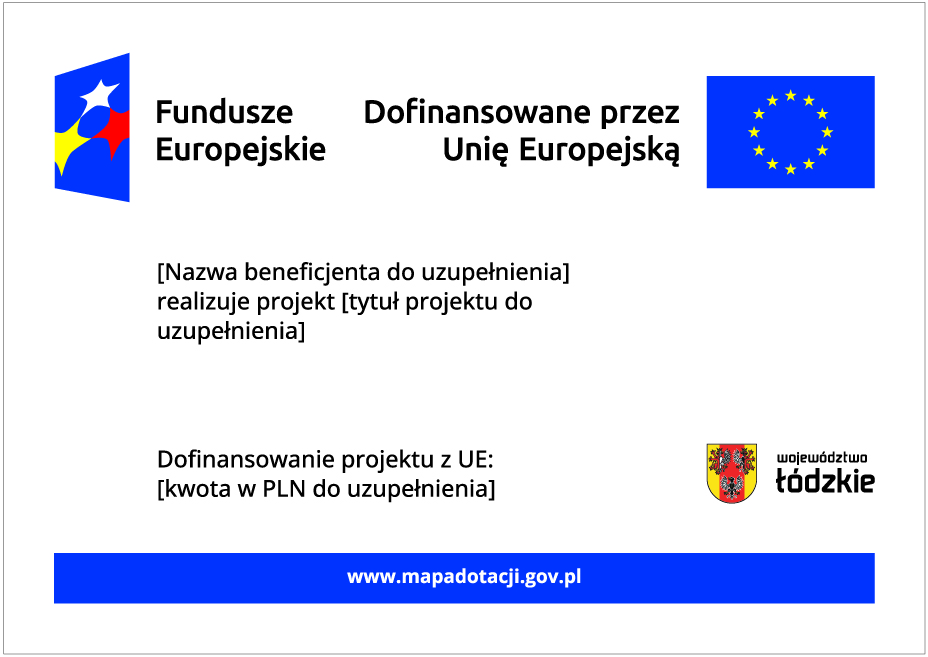 Fundusze
Europejskie
Dofinansowane przez
Unię Europejską
[Nazwa beneficjenta do uzupełnienia]
realizuje projekt [tytuł projektu do
uzupełnienia]
Dofinansowanie projektu z UE:
[kwota w PLN do uzupełnienia]
województwo
łódzkie
www.mapadotacji.gov.pl